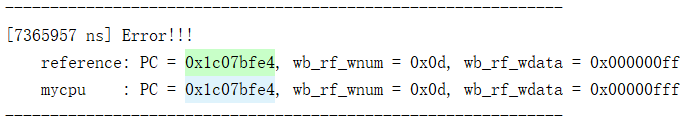 --------------------------------------------------------------
[7365957 ns] Error!!!
    reference: PC = 0x1c07bfe4, wb_rf_wnum = 0x0d, wb_rf_wdata = 0x000000ff
    mycpu    : PC = 0x1c07bfe4, wb_rf_wnum = 0x0d, wb_rf_wdata = 0x00000fff
--------------------------------------------------------------